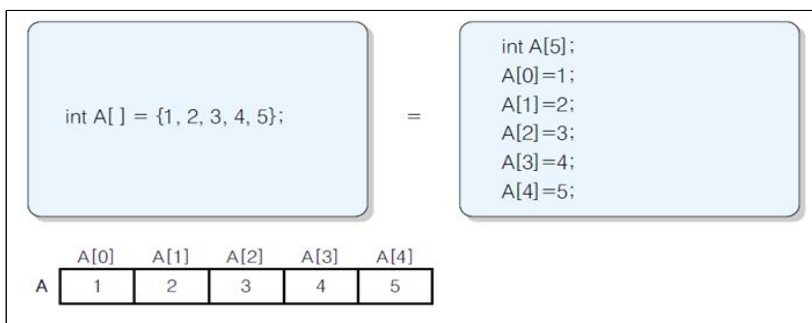 int A[ ] = {1, 2, 3, 4, 5};
=
int A[5];
A[0]=1;
A[1]=2;
A[2]=3;
A[3]=4;
A[4]=5;
A[0] A[1] A[2] A[3] A[4]
A 1 2 3 4 5